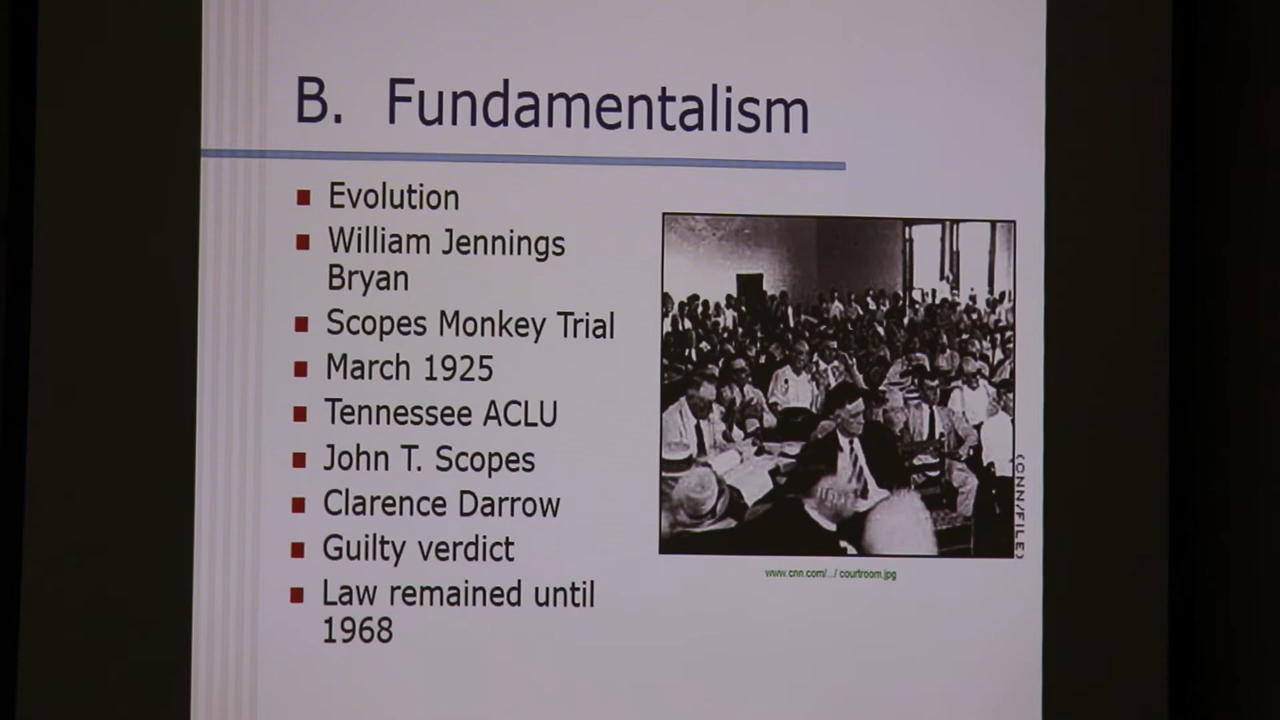 B. Fundamentalism
Evolution
William Jennings
Bryan
Scopes Monkey Trial
March 1925
Tennessee ACLU
John T. Scopes
Clarence Darrow
Guilty verdict
Law remained until
1968
(CNN/FILE)
www.cnn.com/.../ courtroom.jpg